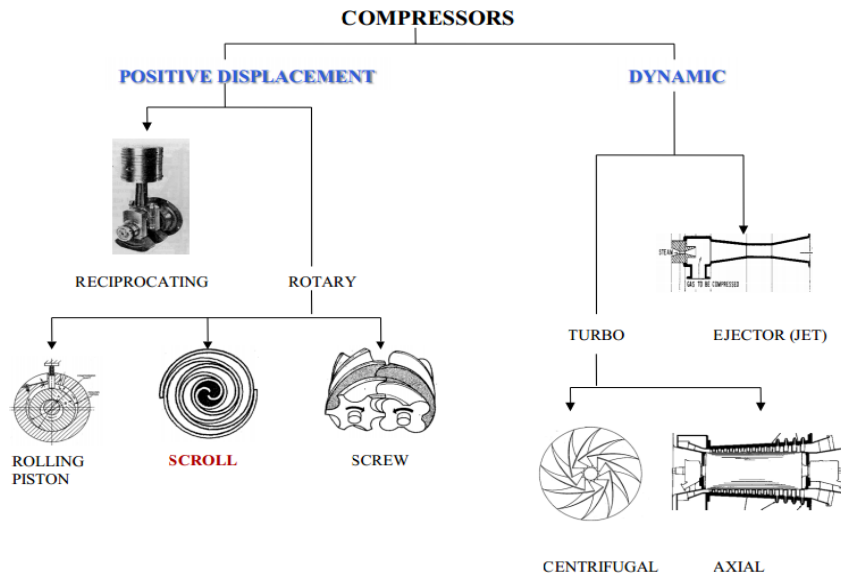 COMPRESSORS
POSITIVE DISPLACEMENT
DYNAMIC
RECIPROCATING
ROTARY
STEAM
GAS TO BE COMPRESSED
TURBO
EJECTOR (JET)
ROLLING
PISTON
SCROLL
SCREW
CENTRIFUGAL
AXIAL